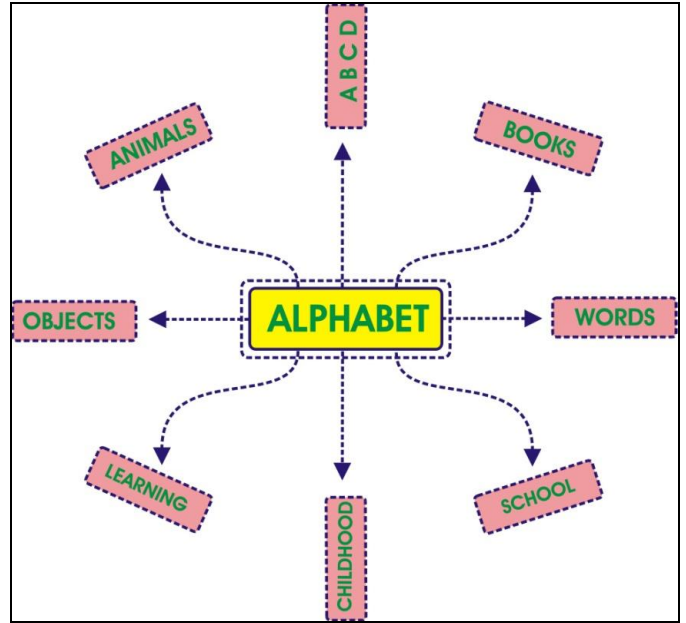 A B C D
ANIMALS
BOOKS
OBJECTS
ALPHABET
WORDS
LEARNING
SCHOOL
CHILDHOOD